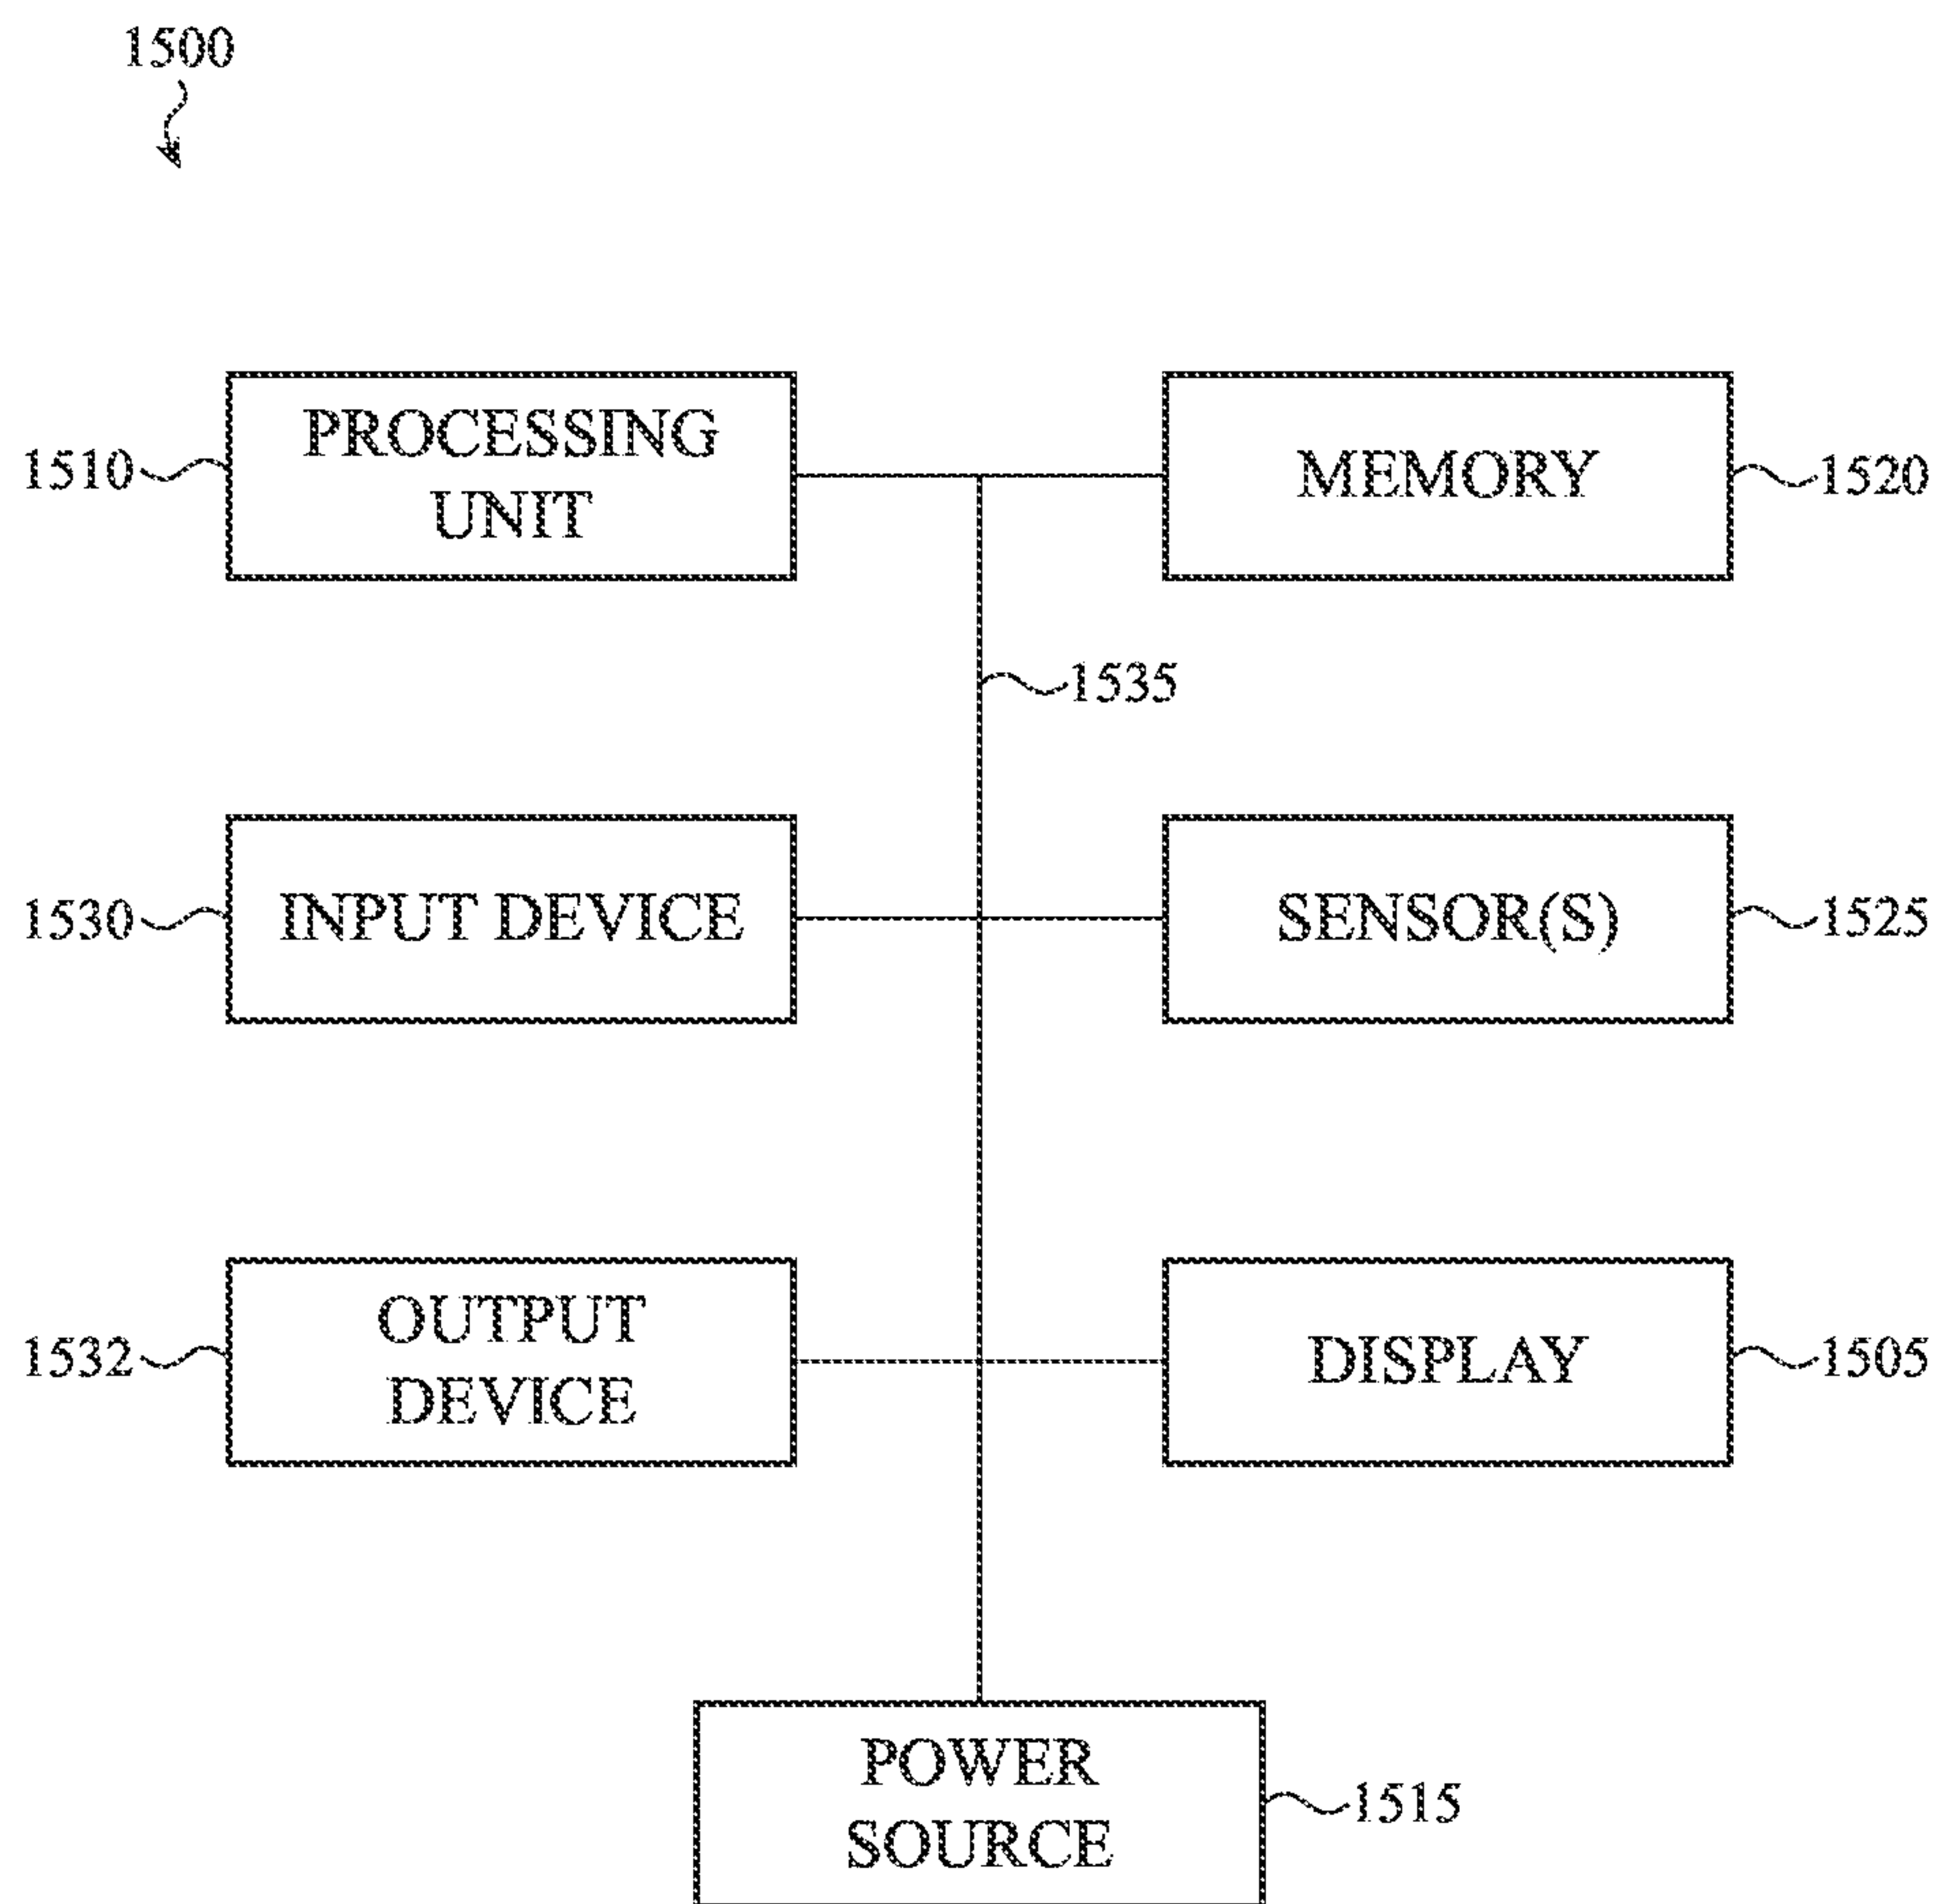 1500
1510
PROCESSING
UNIT
MEMORY
1520
1535
1530
INPUT DEVICE
SENSOR(S)
1525
1532
OUTPUT
DEVICE
DISPLAY
1505
POWER
SOURCE
1515